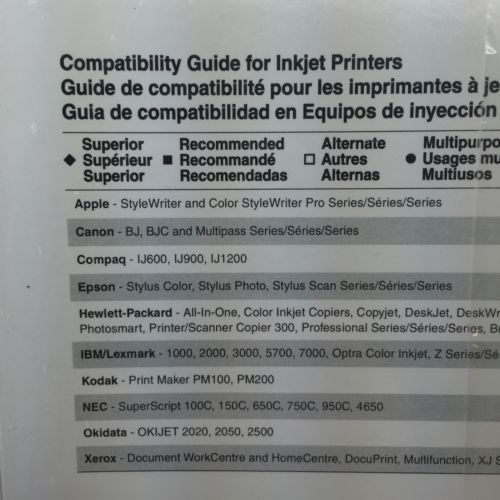 Compatibility Guide for Inkjet Printers
Guide de compatibilité pour les imprimantes à je
Guia de compatibilidad en Equipos de inyección
Superior Recommended Alternate Multipurpo
◆ Supérieur ■ Recommandé □ Autres ● Usages mu
Superior Recomendadas Alternas Multiusos
Apple - StyleWriter and Color StyleWriter Pro Series/Séries/Series
Canon - BJ, BJC and Multipass Series/Séries/Series
Compaq - IJ600, IJ900, IJ1200
Epson - Stylus Color, Stylus Photo, Stylus Scan Series/Séries/Series
Hewlett-Packard - All-In-One, Color Inkjet Copiers, Copyjet, DeskJet, DeskWr
Photosmart, Printer/Scanner Copier 300, Professional Series/Séries/Series, B
IBM/Lexmark - 1000, 2000, 3000, 5700, 7000, Optra Color Inkjet, Z Series/Sé
Kodak - Print Maker PM100, PM200
NEC - SuperScript 100C, 150C, 650C, 750C, 950C, 4650
Okidata - OKIJET 2020, 2050, 2500
Xerox - Document WorkCentre and HomeCentre, DocuPrint, Multifunction, XJ S